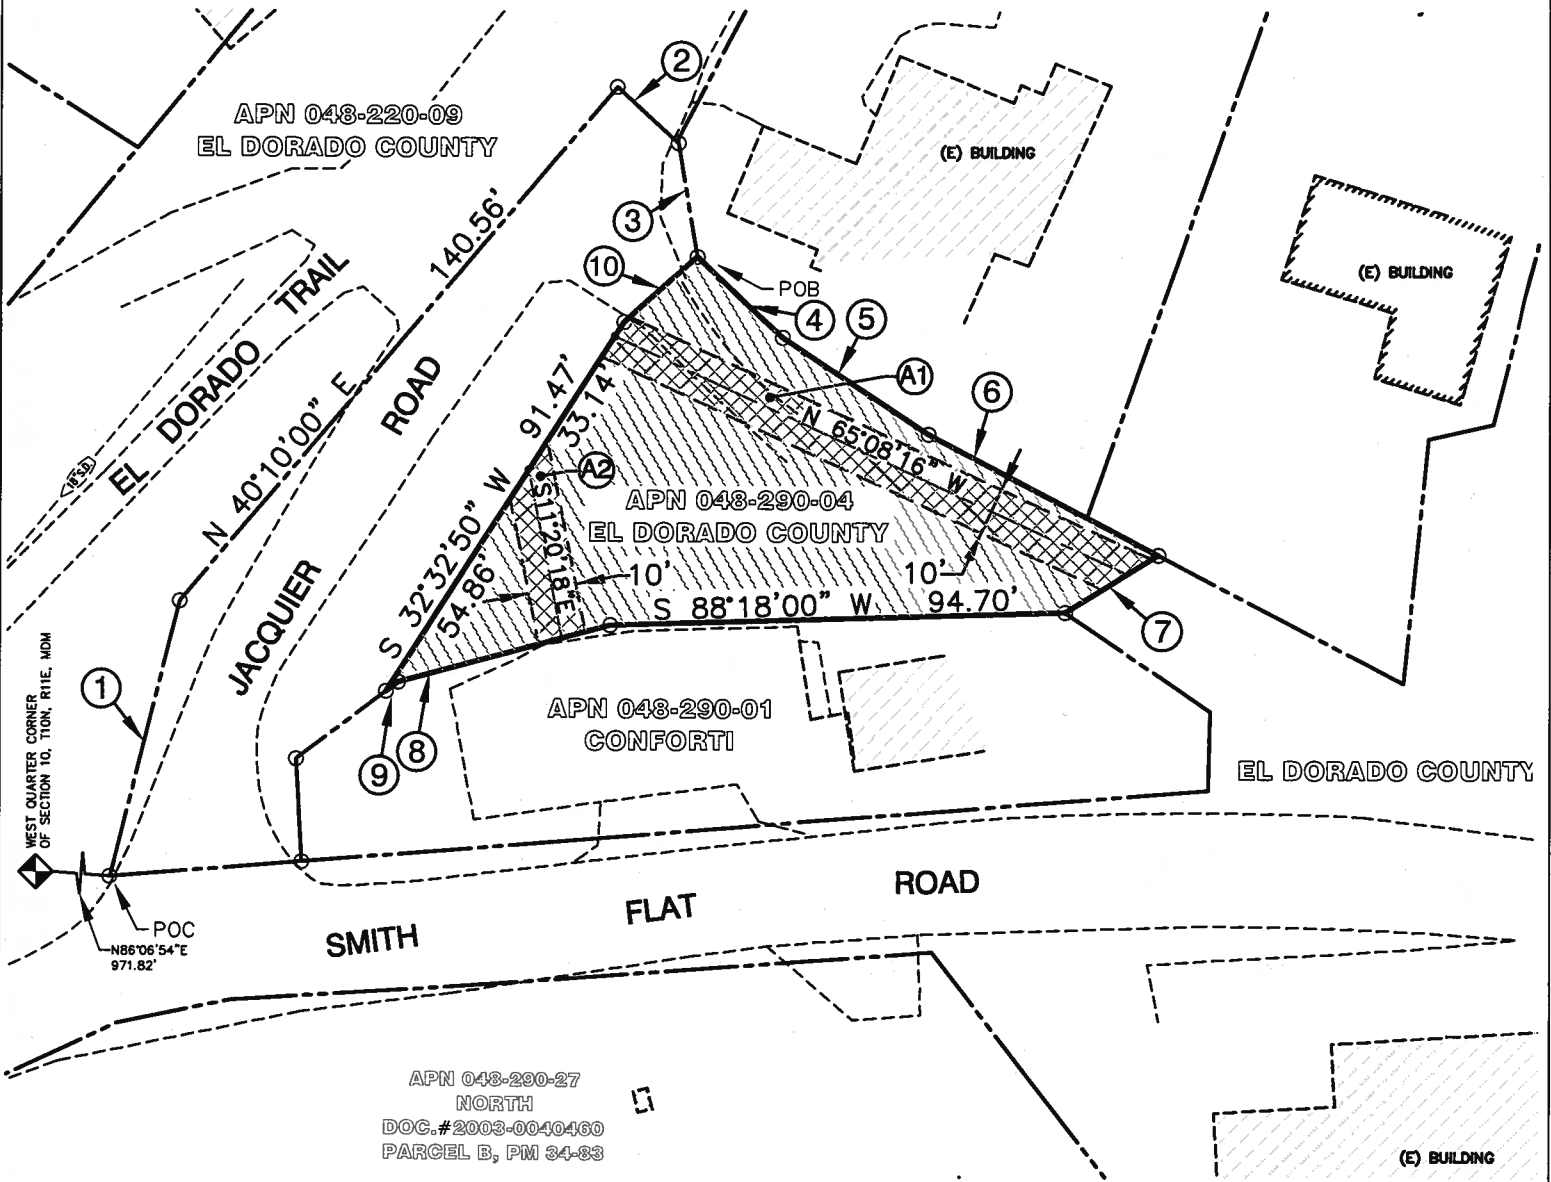 2
APN 048-220-09
EL DORADO COUNTY
(E) BUILDING
3
140.56'
10
POB
4
5
(E) BUILDING
EL DORADO TRAIL
A1
6
ROAD
91.47'
33.14'
N 65°08'16" W
N 40°10'00" E
18" S.D.
A2
APN 048-290-04
EL DORADO COUNTY
S 32°32'50" W
54.86'
S11°20'18"E
10'
10'
S 88°18'00" W 94.70'
7
JACQUIER
1
WEST QUARTER CORNER
OF SECTION 10, T10N, R11E, MDM
8
9
APN 048-290-01
CONFORTI
EL DORADO COUNTY
POC
N86°06'54"E
971.82'
SMITH FLAT ROAD
APN 048-290-27
NORTH
DOC.#2003-0040460
PARCEL B, PM 34-83
(E) BUILDING